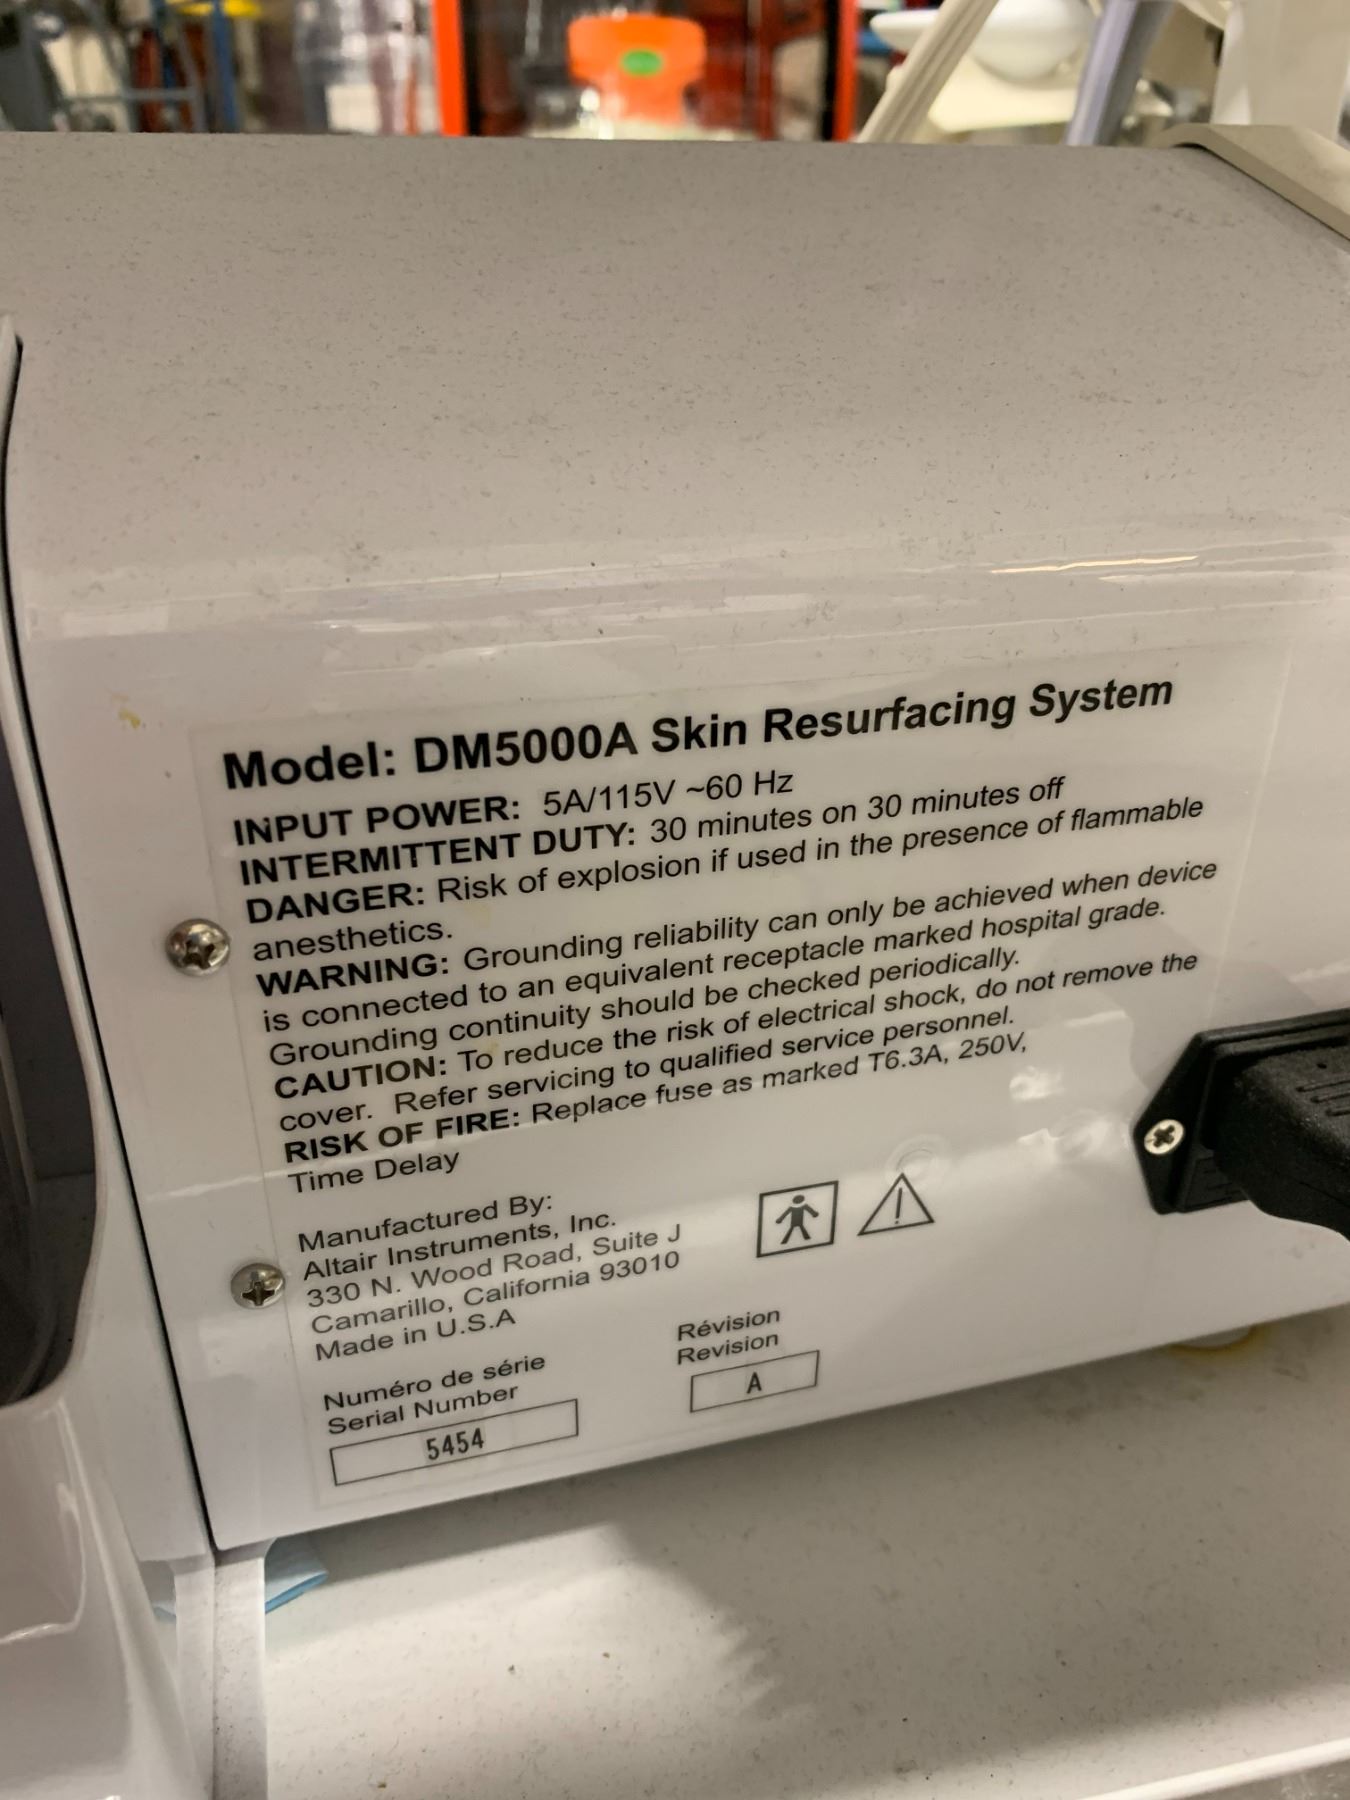 Model: DM5000A Skin Resurfacing System
INPUT POWER: 5A/115V ~60 Hz
INTERMITTENT DUTY: 30 minutes on 30 minutes off
DANGER: Risk of explosion if used in the presence of flammable
anesthetics.
WARNING: Grounding reliability can only be achieved when device
is connected to an equivalent receptacle marked hospital grade.
Grounding continuity should be checked periodically.
CAUTION: To reduce the risk of electrical shock, do not remove the
cover. Refer servicing to qualified service personnel.
RISK OF FIRE: Replace fuse as marked T6.3A, 250V,
Time Delay
Manufactured By:
Altair Instruments, Inc.
330 N. Wood Road, Suite J
Camarillo, California 93010
Made in U.S.A
Numéro de série
Serial Number
5454
Révision
Revision
A